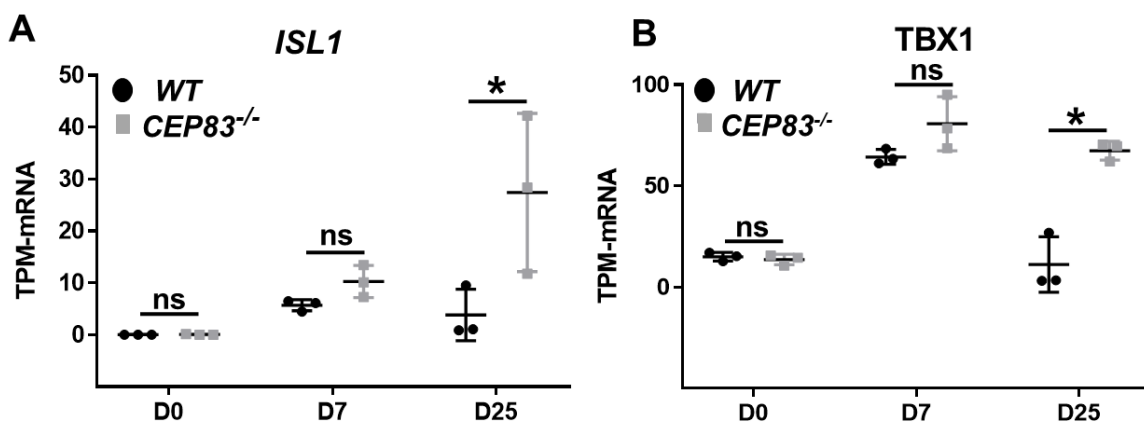 A
ISL1
50
40
30
20
10
0
TPM-mRNA
WT
CEP83-/-
ns
ns
*
D0
D7
D25
B
TBX1
100
50
0
TPM-mRNA
WT
CEP83-/-
ns
ns
*
D0
D7
D25